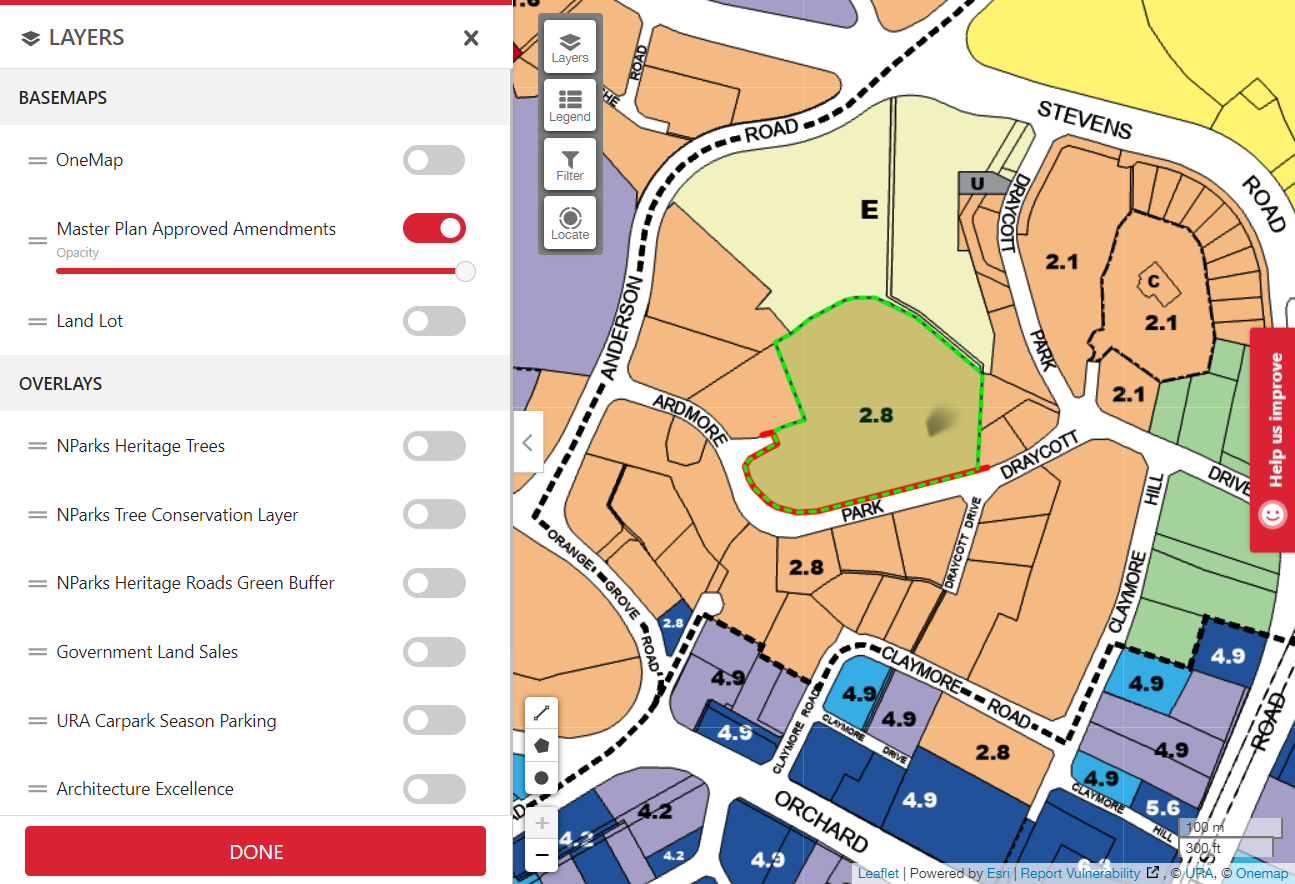 LAYERS
BASEMAPS
OneMap
Master Plan Approved Amendments
Opacity
Land Lot
OVERLAYS
NParks Heritage Trees
NParks Tree Conservation Layer
NParks Heritage Roads Green Buffer
Government Land Sales
URA Carpark Season Parking
Architecture Excellence
DONE
Layers
Legend
Filter
Locate
ROAD
HE
ROAD
STEVENS
ROAD
E
U
DRAYCOTT
PARK
2.1
C
2.1
2.1
ANDERSON
ARDMORE
2.8
DRAYCOTT
PARK
DRAYCOTT DRIVE
DRIVE
HILL
CLAYMORE
Help us improve
2.8
ORANGE GROVE ROAD
2.8
4.9
4.9
CLAYMORE ROAD
4.9
4.9
CLAYMORE DRIVE
CLAYMORE ROAD
2.8
4.9
4.9
4.9
4.9
5.6
CLAYMORE HILL
ROAD
4.9
ORCHARD
4.2
4.2
4.2
4.9
100 m
300 ft
+
−
Leaflet | Powered by Esri | Report Vulnerability , © URA, © Onemap